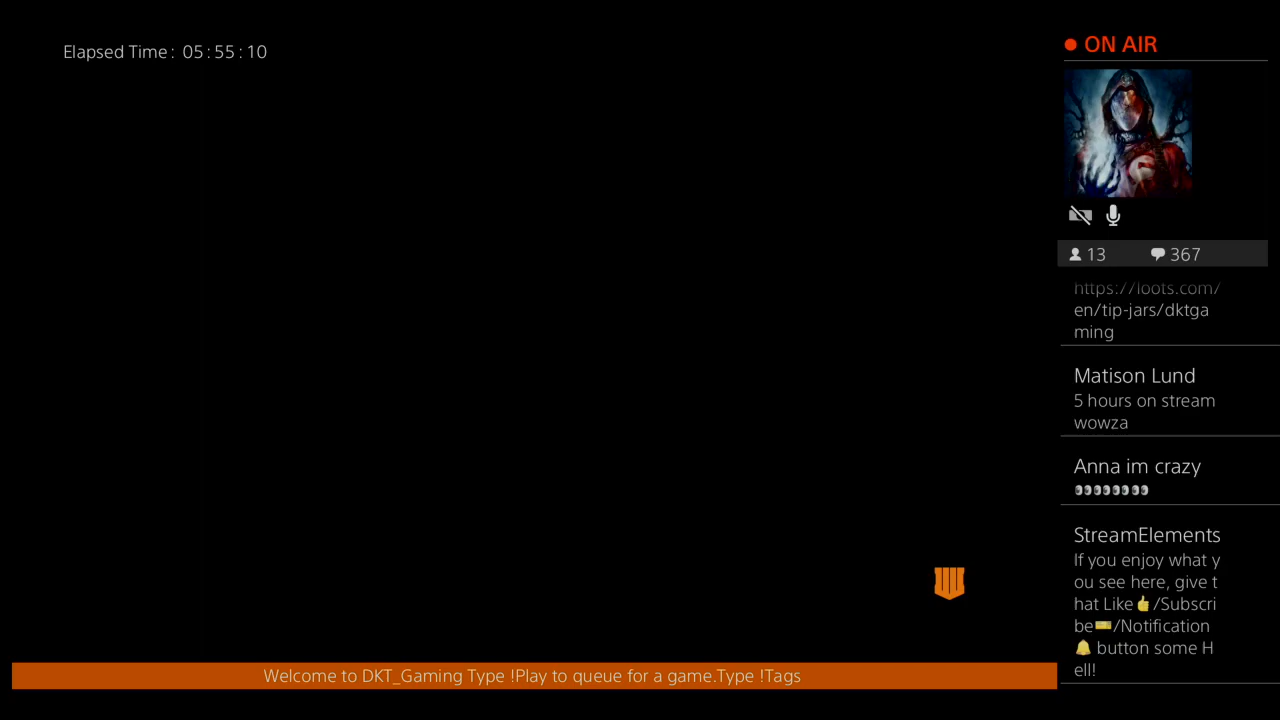 Elapsed Time: 05:55:10
ON AIR
13 367
https://loots.com/
en/tip-jars/dktga
ming
Matison Lund
5 hours on stream
wowza
Anna im crazy
👀👀👀👀
StreamElements
If you enjoy what y
ou see here, give t
hat Like👍/Subscri
be🎫/Notification
🔔 button some H
ell!
Welcome to DKT_Gaming Type !Play to queue for a game.Type !Tags